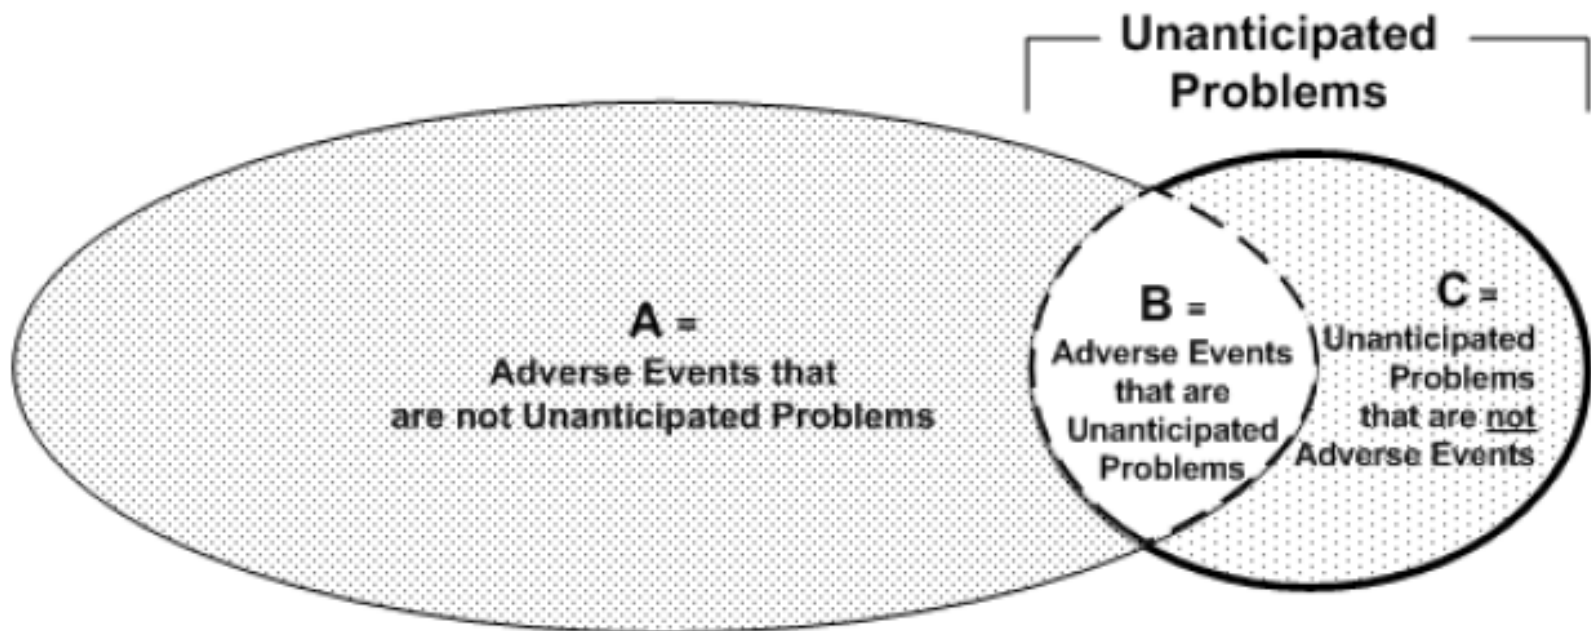 Unanticipated
Problems
A =
Adverse Events that
are not Unanticipated Problems
B =
Adverse Events
that are
Unanticipated
Problems
C =
Unanticipated
Problems
that are not
Adverse Events